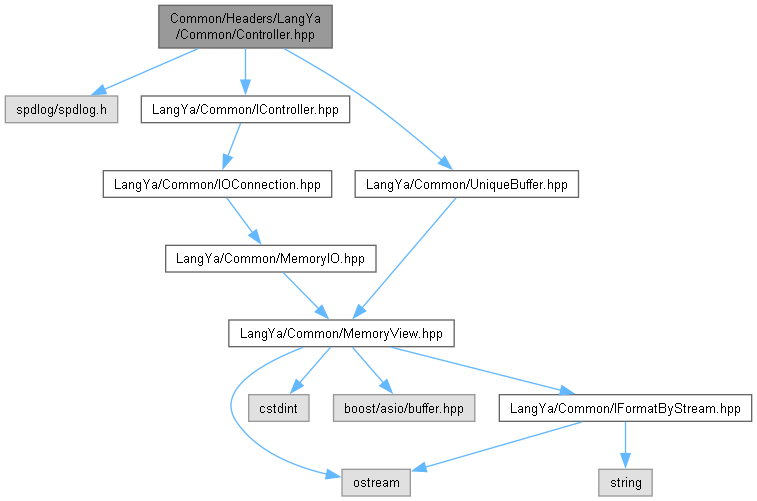 Common/Headers/LangYa
/Common/Controller.hpp
spdlog/spdlog.h
LangYa/Common/IController.hpp
LangYa/Common/IOConnection.hpp
LangYa/Common/UniqueBuffer.hpp
LangYa/Common/MemoryIO.hpp
LangYa/Common/MemoryView.hpp
cstdint
boost/asio/buffer.hpp
LangYa/Common/IFormatByStream.hpp
ostream
string